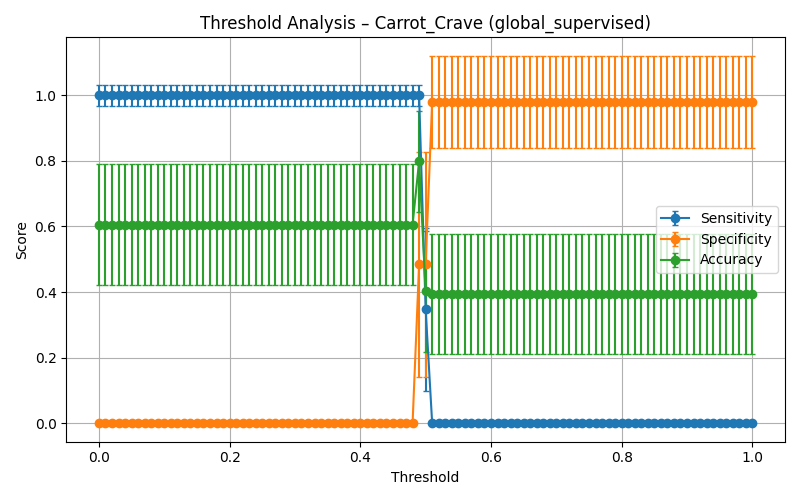 Threshold Analysis – Carrot_Crave (global_supervised)
Score
1.0
0.8
0.6
0.4
0.2
0.0
Sensitivity
Specificity
Accuracy
0.0 0.2 0.4 0.6 0.8 1.0
Threshold